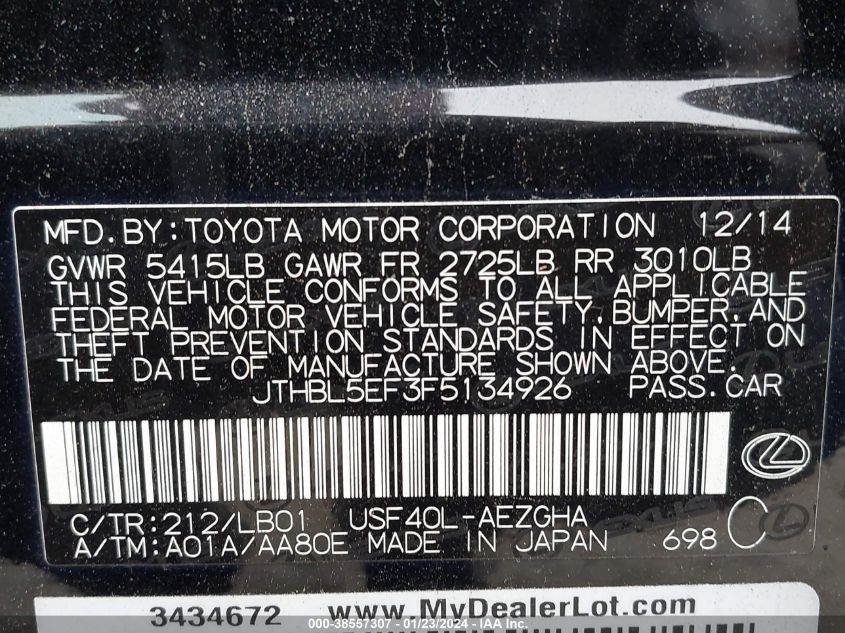 MFD. BY: TOYOTA MOTOR CORPORATION 12/14
GVWR 5415LB GAWR FR 2725LB RR 3010LB
THIS VEHICLE CONFORMS TO ALL APPLICABLE
FEDERAL MOTOR VEHICLE SAFETY, BUMPER, AND
THEFT PREVENTION STANDARDS IN EFFECT ON
THE DATE OF MANUFACTURE SHOWN ABOVE.
JTHBL5EF3F5134926 PASS. CAR
C/TR: 212/LB01 USF40L-AEZGHA
A/TM: A01A/AA80E MADE IN JAPAN 698 C
3434672 www.MyDealerLot.com
000-38557307 - 01/23/2024 - IAA Inc.